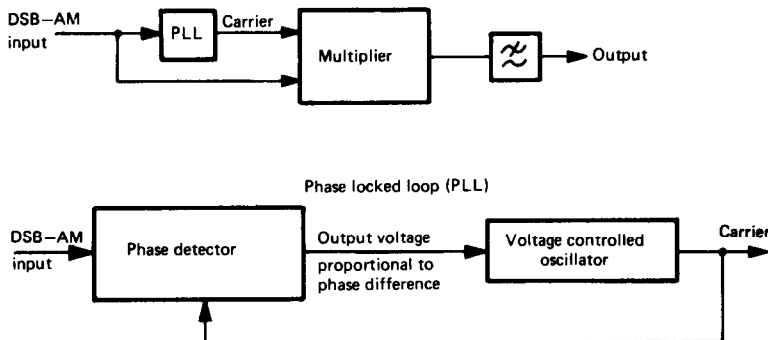 DSB–AM
input
PLL
Carrier
Multiplier
Output
Phase locked loop (PLL)
DSB–AM
input
Phase detector
Output voltage
proportional to
phase difference
Voltage controlled
oscillator
Carrier